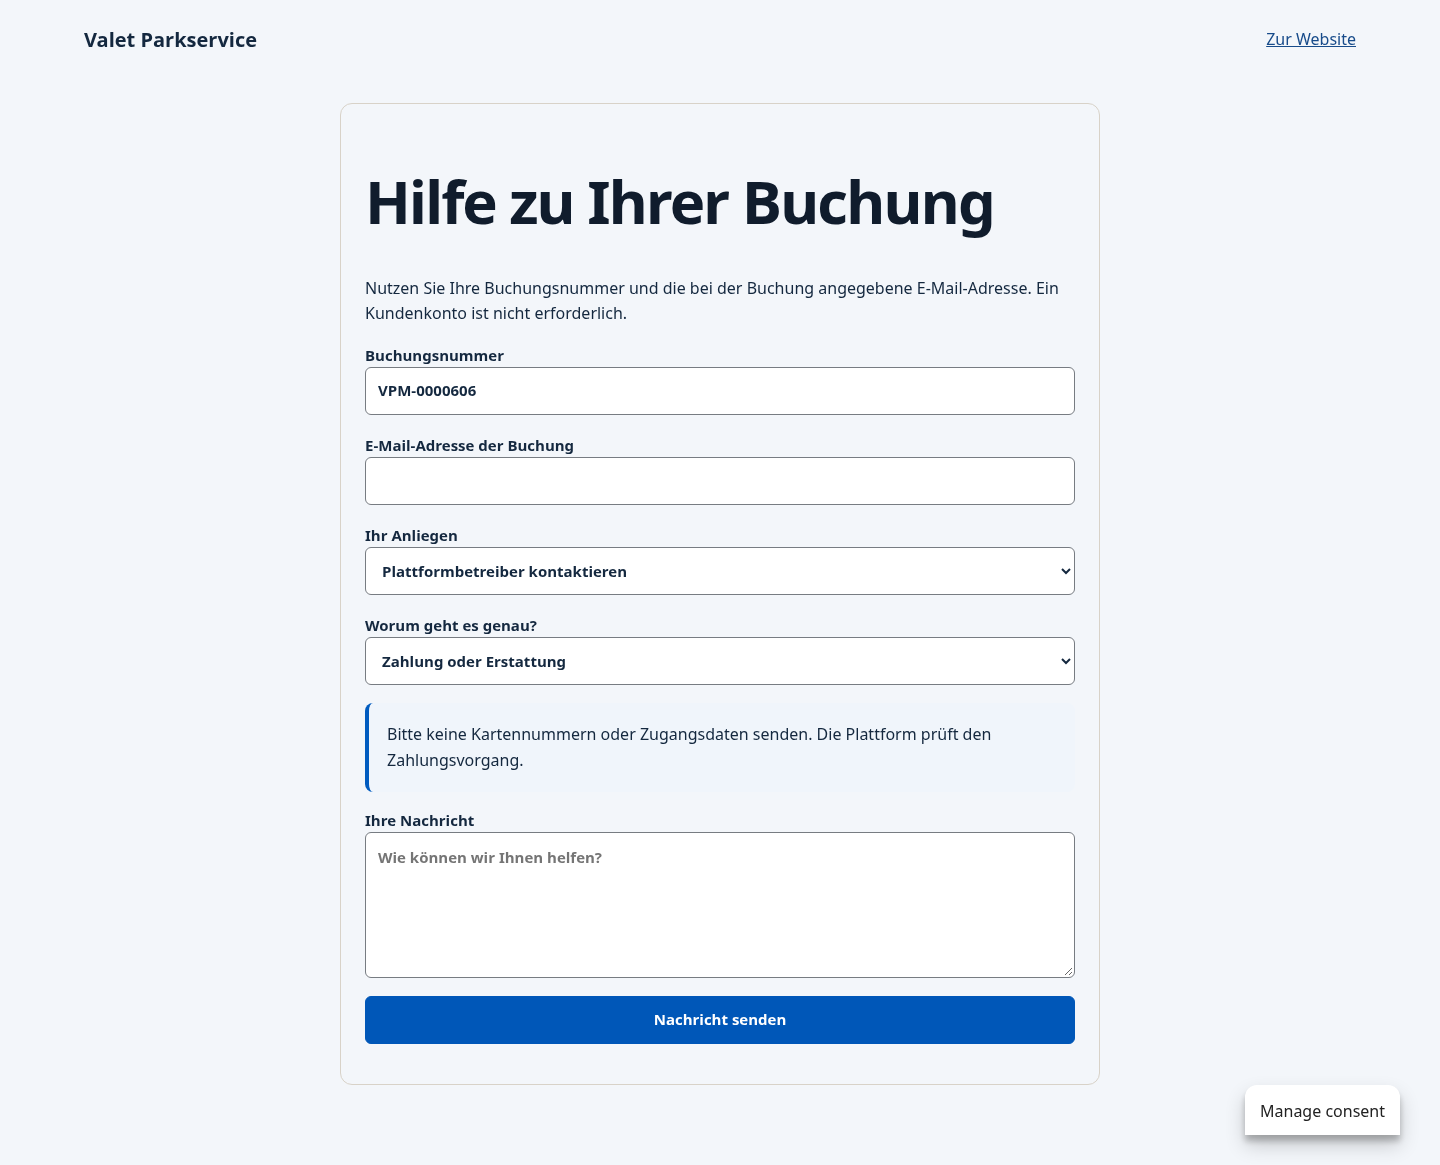 Valet Parkservice
Zur Website
Hilfe zu Ihrer Buchung
Nutzen Sie Ihre Buchungsnummer und die bei der Buchung angegebene E-Mail-Adresse. Ein
Kundenkonto ist nicht erforderlich.
Buchungsnummer
VPM-0000606
E-Mail-Adresse der Buchung
Ihr Anliegen
Plattformbetreiber kontaktieren
Worum geht es genau?
Zahlung oder Erstattung
Bitte keine Kartennummern oder Zugangsdaten senden. Die Plattform prüft den
Zahlungsvorgang.
Ihre Nachricht
Wie können wir Ihnen helfen?
Nachricht senden
Manage consent